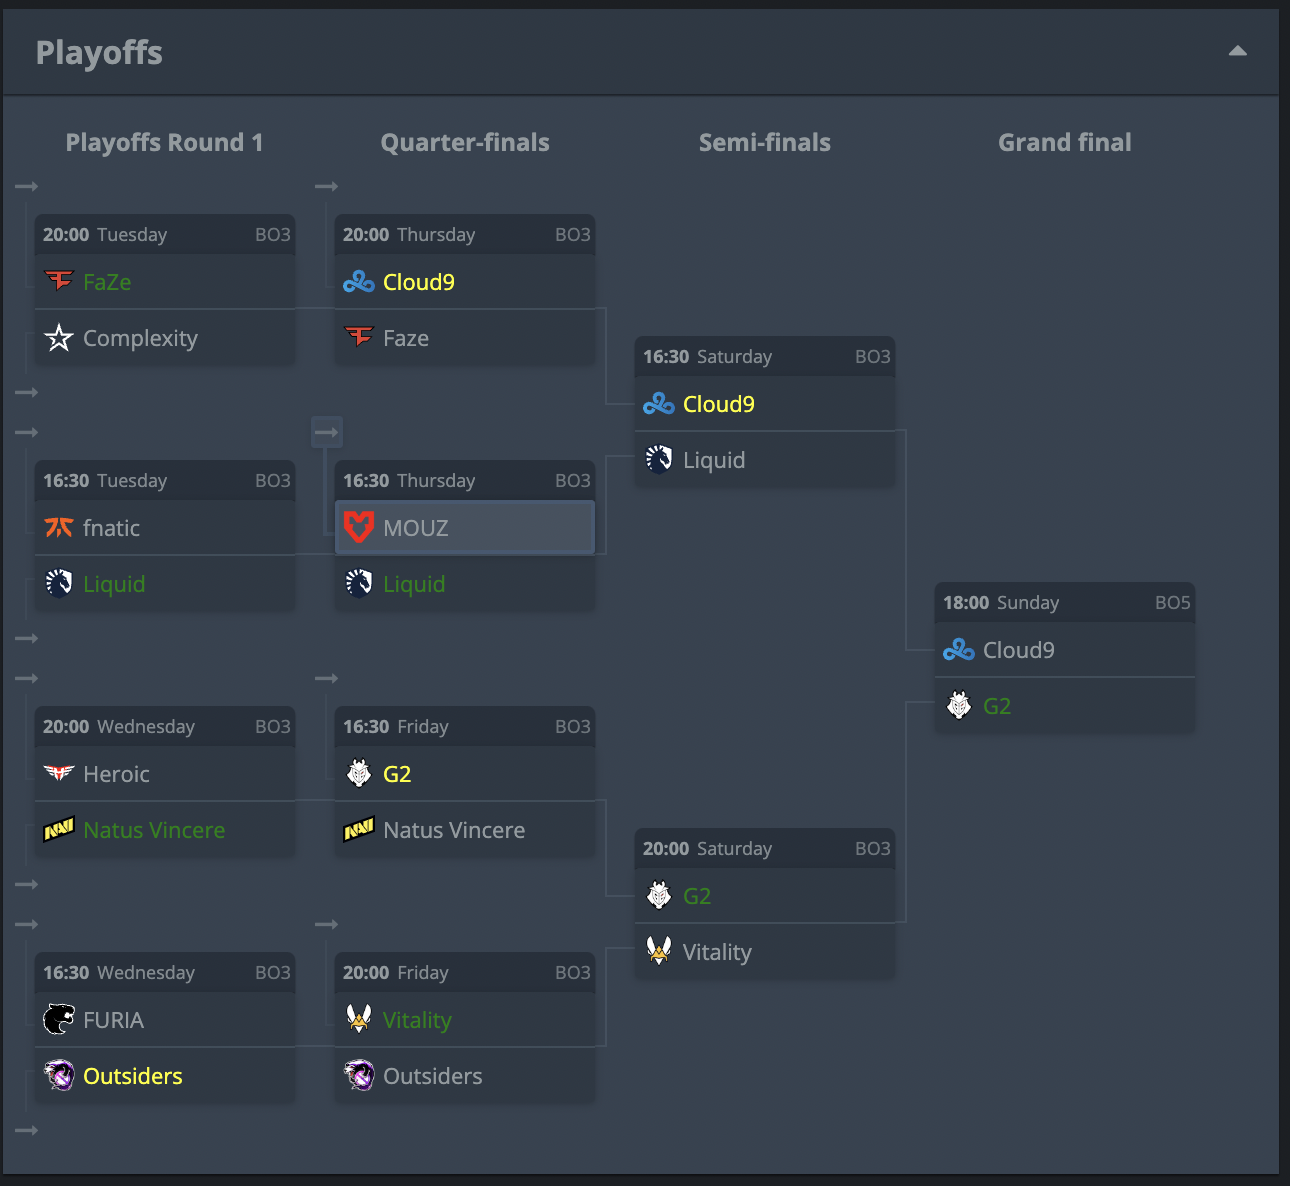 Playoffs
Playoffs Round 1
Quarter-finals
Semi-finals
Grand final
20:00 Tuesday BO3
FaZe
Complexity
16:30 Tuesday BO3
fnatic
Liquid
20:00 Wednesday BO3
Heroic
Natus Vincere
16:30 Wednesday BO3
FURIA
Outsiders
20:00 Thursday BO3
Cloud9
Faze
16:30 Thursday BO3
MOUZ
Liquid
16:30 Friday BO3
G2
Natus Vincere
20:00 Friday BO3
Vitality
Outsiders
16:30 Saturday BO3
Cloud9
Liquid
20:00 Saturday BO3
G2
Vitality
18:00 Sunday BO5
Cloud9
G2